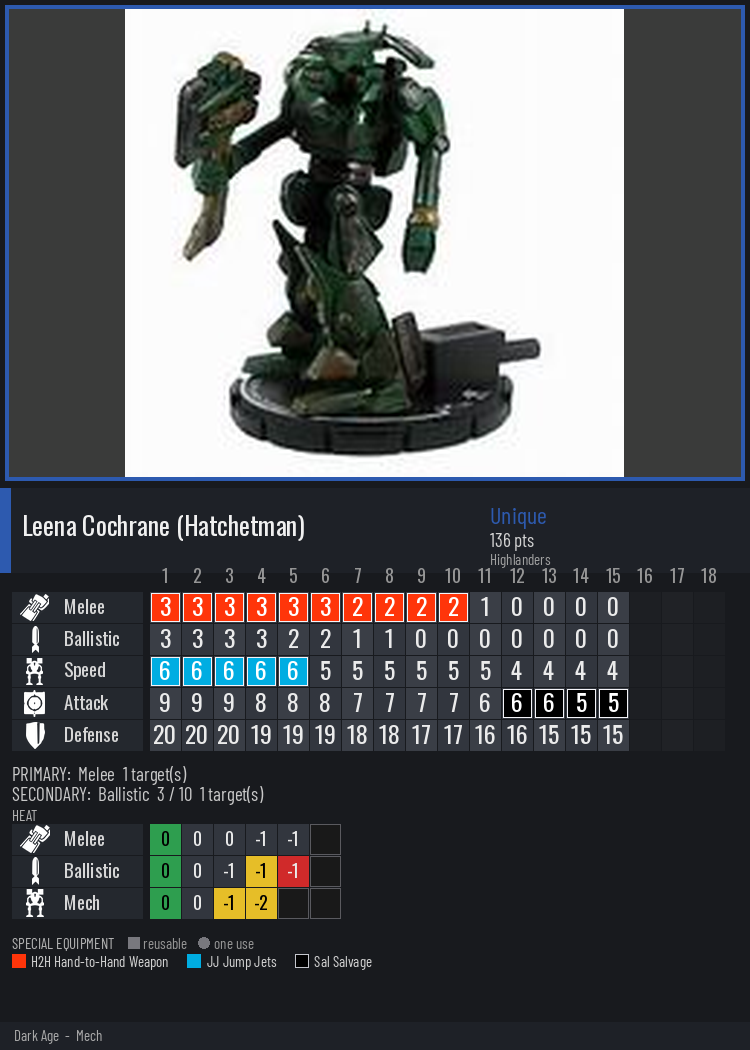 Leena Cochrane (Hatchetman)
Unique
136 pts
Highlanders
1 2 3 4 5 6 7 8 9 10 11 12 13 14 15 16 17 18
Melee 3 3 3 3 3 3 2 2 2 2 1 0 0 0 0
Ballistic 3 3 3 3 2 2 1 1 0 0 0 0 0 0 0
Speed 6 6 6 6 6 5 5 5 5 5 5 4 4 4 4
Attack 9 9 9 8 8 8 7 7 7 7 6 6 6 5 5
Defense 20 20 20 19 19 19 18 18 17 17 16 16 15 15 15
PRIMARY: Melee 1 target(s)
SECONDARY: Ballistic 3 / 10 1 target(s)
HEAT
Melee 0 0 0 -1 -1
Ballistic 0 0 -1 -1 -1
Mech 0 0 -1 -2
SPECIAL EQUIPMENT reusable one use
H2H Hand-to-Hand Weapon JJ Jump Jets Sal Salvage
Dark Age - Mech